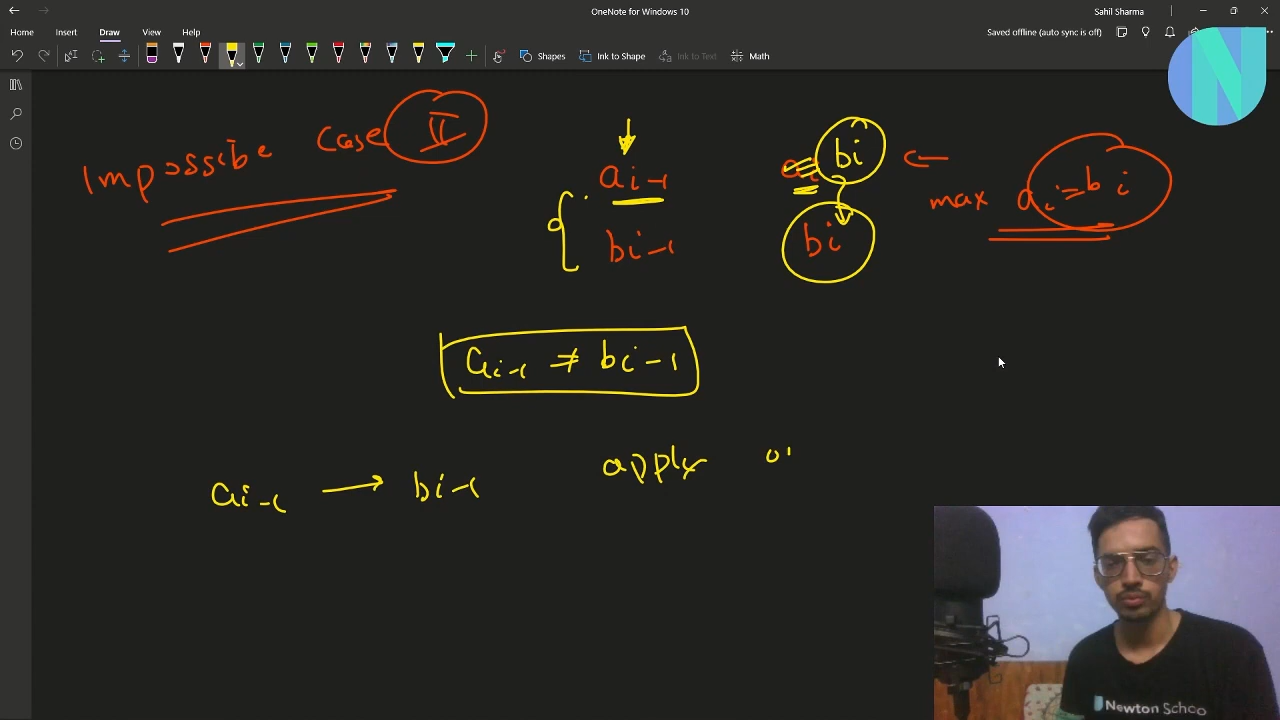 OneNote for Windows 10
Sahil Sharma
Home Insert Draw View Help
Saved offline (auto sync is off)
Shapes Ink to Shape Ink to Text Math
Impossibe case II
ai-1 ai bi
bi-1 bi
max ai=bi
ai-1 ≠ bi-1
ai-1 → bi-1 apply
Newton Schoo